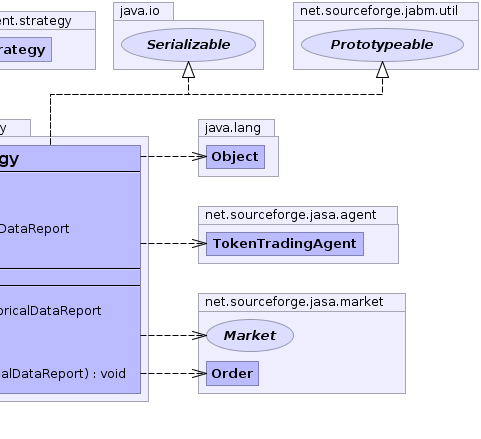 ent.strategy
rategy
java.io
Serializable
net.sourceforge.jabm.util
Prototypeable
y
egy
DataReport
oricalDataReport
alDataReport) : void
java.lang
Object
net.sourceforge.jasa.agent
TokenTradingAgent
net.sourceforge.jasa.market
Market
Order